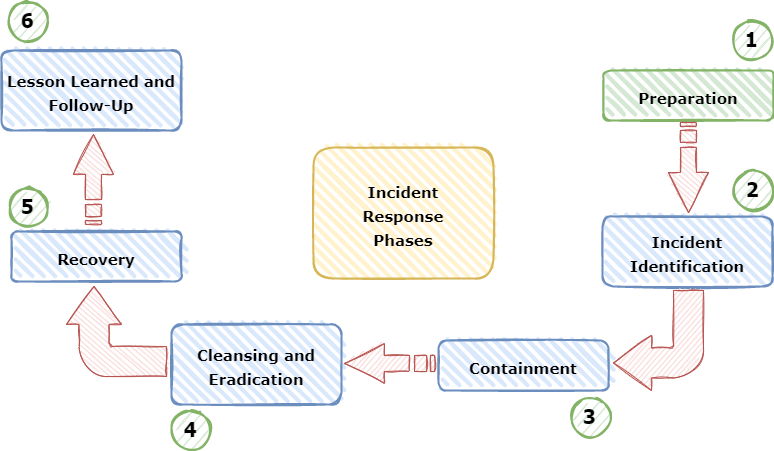 1
Preparation
2
Incident
Identification
3
Containment
4
Cleansing and
Eradication
5
Recovery
6
Lesson Learned and
Follow-Up
Incident
Response
Phases